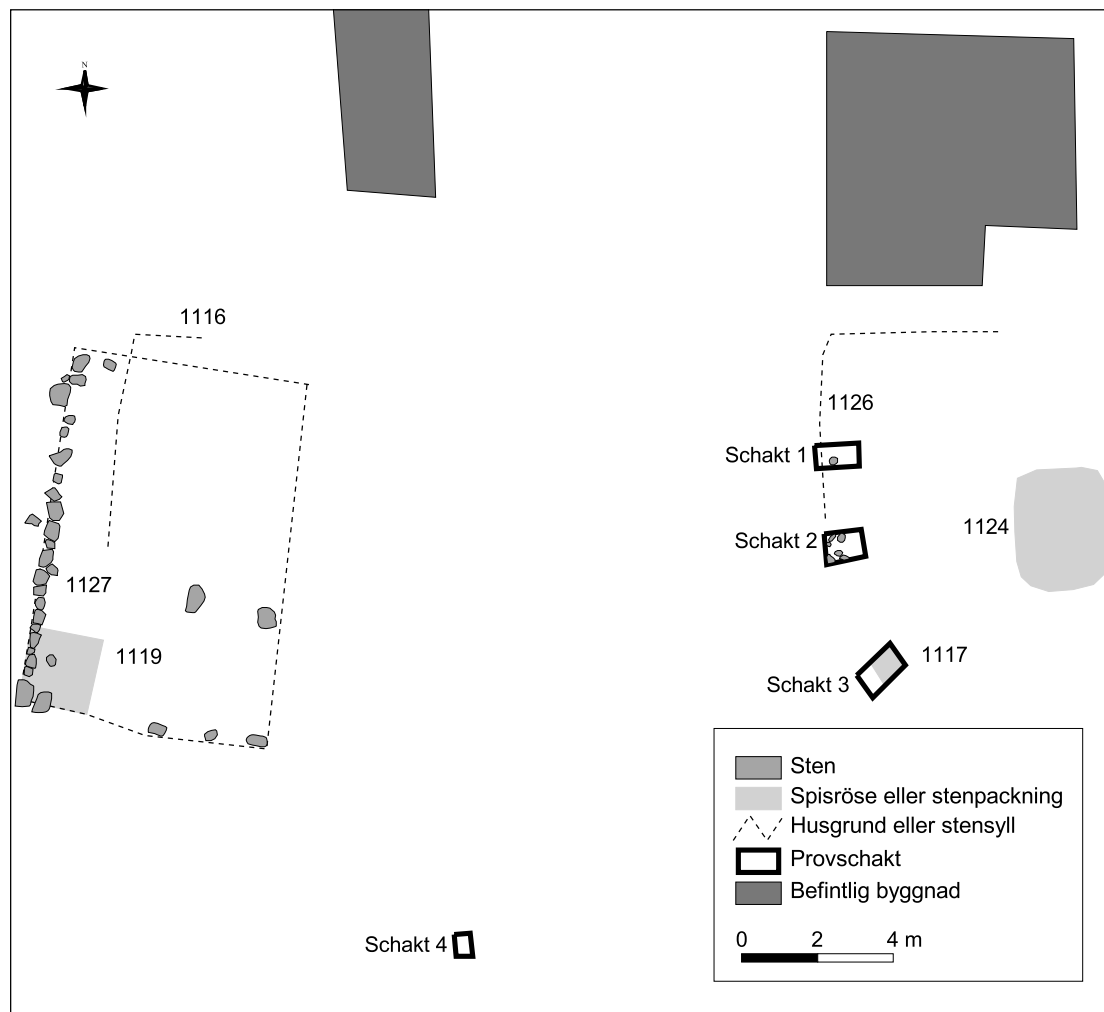 N
1116
1126
Schakt 1
1124
Schakt 2
1127
1119
1117
Schakt 3
Sten
Spisröse eller stenpackning
Husgrund eller stensyll
Provschakt
Befintlig byggnad
0 2 4 m
Schakt 4